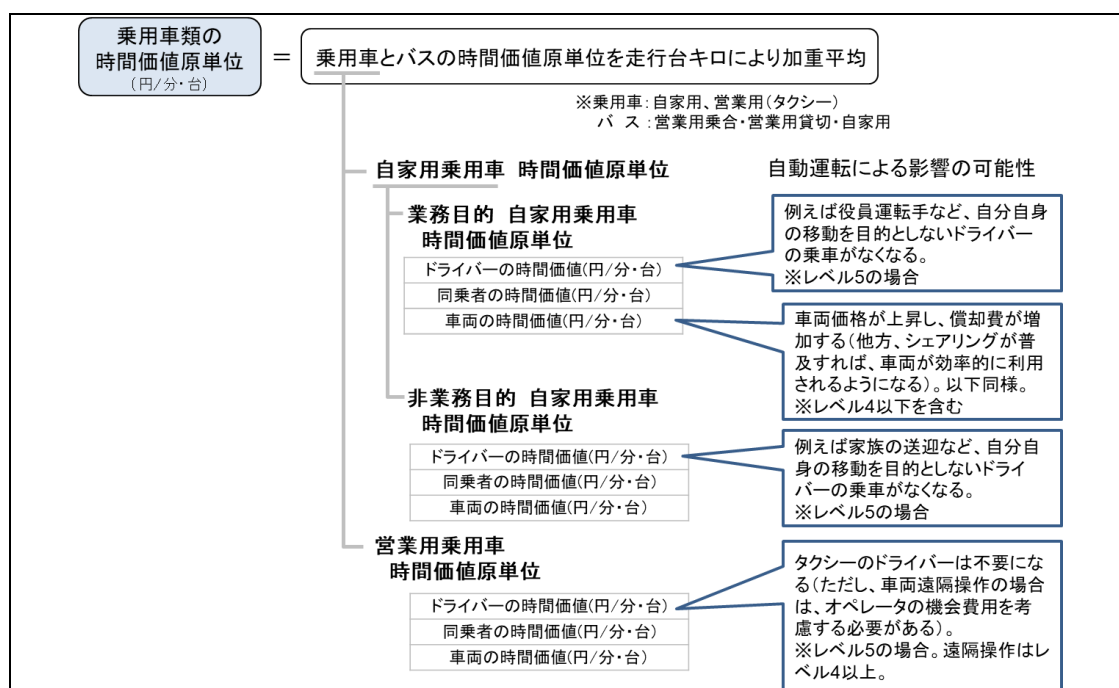 乗用車類の
時間価値原単位
(円/分・台)
=
乗用車とバスの時間価値原単位を走行台キロにより加重平均
※乗用車:自家用、営業用(タクシー)
バス:営業用乗合・営業用貸切・自家用
自家用乗用車 時間価値原単位
自動運転による影響の可能性
業務目的 自家用乗用車
時間価値原単位
ドライバーの時間価値(円/分・台)
同乗者の時間価値(円/分・台)
車両の時間価値(円/分・台)
例えば役員運転手など、自分自身
の移動を目的としないドライバー
の乗車がなくなる。
※レベル5の場合
車両価格が上昇し、償却費が増
加する(他方、シェアリングが普
及すれば、車両が効率的に利用
されるようになる)。以下同様。
※レベル4以下を含む
非業務目的 自家用乗用車
時間価値原単位
ドライバーの時間価値(円/分・台)
同乗者の時間価値(円/分・台)
車両の時間価値(円/分・台)
例えば家族の送迎など、自分自
身の移動を目的としないドライ
バーの乗車がなくなる。
※レベル5の場合
営業用乗用車
時間価値原単位
ドライバーの時間価値(円/分・台)
同乗者の時間価値(円/分・台)
車両の時間価値(円/分・台)
タクシーのドライバーは不要にな
る(ただし、車両遠隔操作の場合
は、オペレータの機会費用を考
慮する必要がある)。
※レベル5の場合。遠隔操作はレ
ベル4以上。